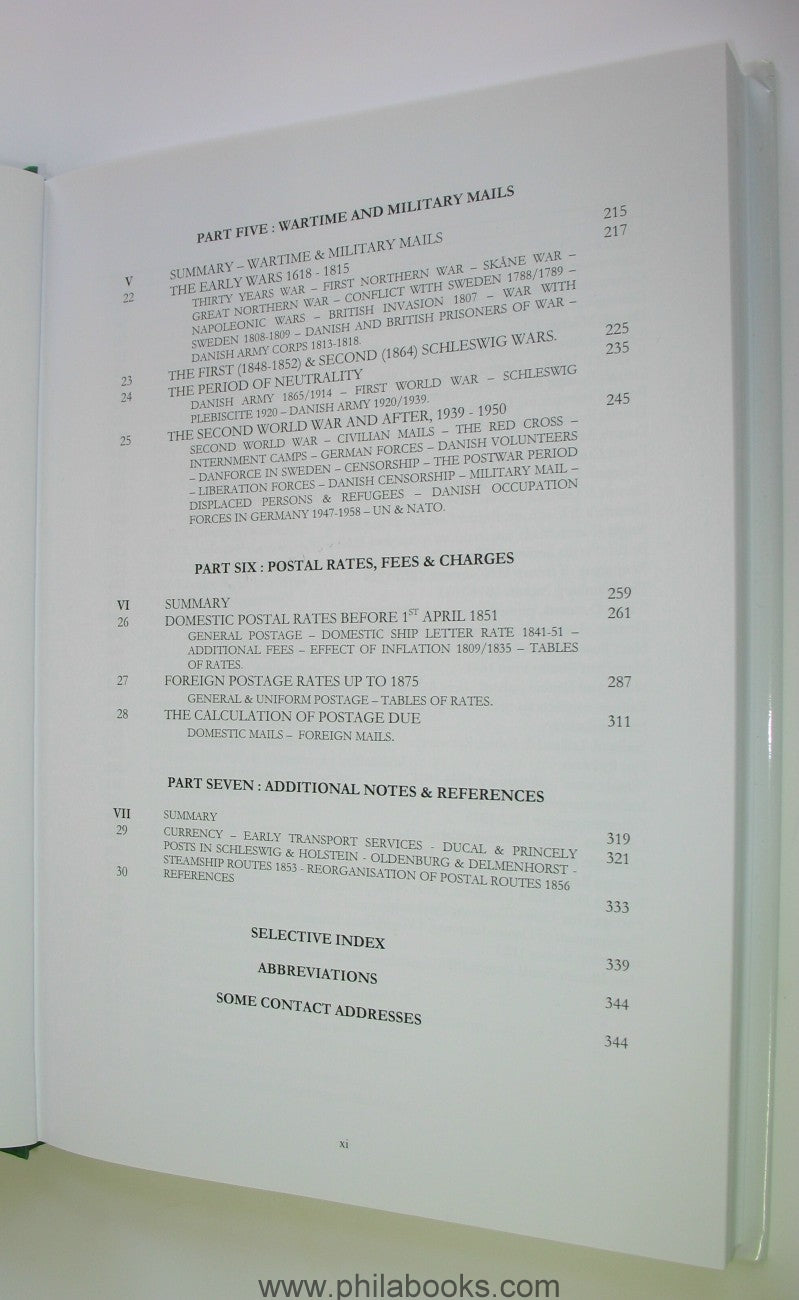 PART FIVE : WARTIME AND MILITARY MAILS
V SUMMARY – WARTIME & MILITARY MAILS 215
22 THE EARLY WARS 1618 - 1815 217
THIRTY YEARS WAR – FIRST NORTHERN WAR – SKÅNE WAR –
GREAT NORTHERN WAR – CONFLICT WITH SWEDEN 1788/1789 –
NAPOLEONIC WARS – BRITISH INVASION 1807 – WAR WITH
SWEDEN 1808-1809 – DANISH AND BRITISH PRISONERS OF WAR –
DANISH ARMY CORPS 1813-1818.
23 THE FIRST (1848-1852) & SECOND (1864) SCHLESWIG WARS. 225
24 THE PERIOD OF NEUTRALITY 235
DANISH ARMY 1865/1914 – FIRST WORLD WAR – SCHLESWIG
PLEBISCITE 1920 – DANISH ARMY 1920/1939.
25 THE SECOND WORLD WAR AND AFTER, 1939 - 1950 245
SECOND WORLD WAR – CIVILIAN MAILS – THE RED CROSS –
INTERNMENT CAMPS – GERMAN FORCES – DANISH VOLUNTEERS
– DANFORCE IN SWEDEN – CENSORSHIP – THE POSTWAR PERIOD
– LIBERATION FORCES – DANISH CENSORSHIP – MILITARY MAIL –
DISPLACED PERSONS & REFUGEES – DANISH OCCUPATION
FORCES IN GERMANY 1947-1958 – UN & NATO.
PART SIX : POSTAL RATES, FEES & CHARGES
VI SUMMARY 259
26 DOMESTIC POSTAL RATES BEFORE 1ST APRIL 1851 261
GENERAL POSTAGE – DOMESTIC SHIP LETTER RATE 1841-51 –
ADDITIONAL FEES – EFFECT OF INFLATION 1809/1835 – TABLES
OF RATES.
27 FOREIGN POSTAGE RATES UP TO 1875 287
GENERAL & UNIFORM POSTAGE – TABLES OF RATES.
28 THE CALCULATION OF POSTAGE DUE 311
DOMESTIC MAILS – FOREIGN MAILS.
PART SEVEN : ADDITIONAL NOTES & REFERENCES
VII SUMMARY 319
29 CURRENCY – EARLY TRANSPORT SERVICES - DUCAL & PRINCELY 321
POSTS IN SCHLESWIG & HOLSTEIN - OLDENBURG & DELMENHORST -
STEAMSHIP ROUTES 1853 - REORGANISATION OF POSTAL ROUTES 1856
30 REFERENCES 333
SELECTIVE INDEX 339
ABBREVIATIONS 344
SOME CONTACT ADDRESSES 344
xi
www.philabooks.com